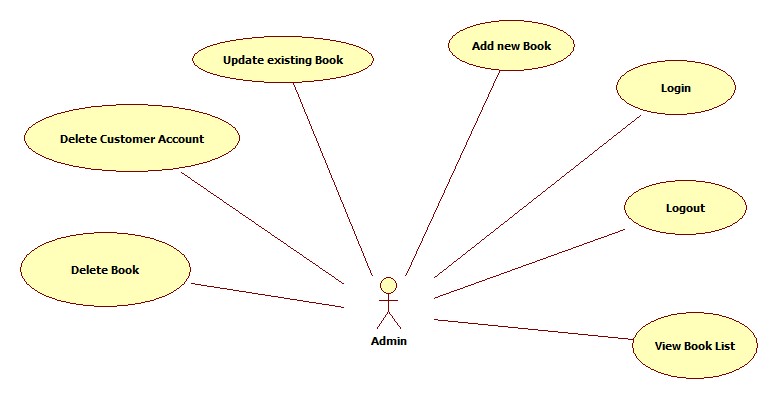 Update existing Book
Add new Book
Login
Delete Customer Account
Logout
Delete Book
Admin
View Book List